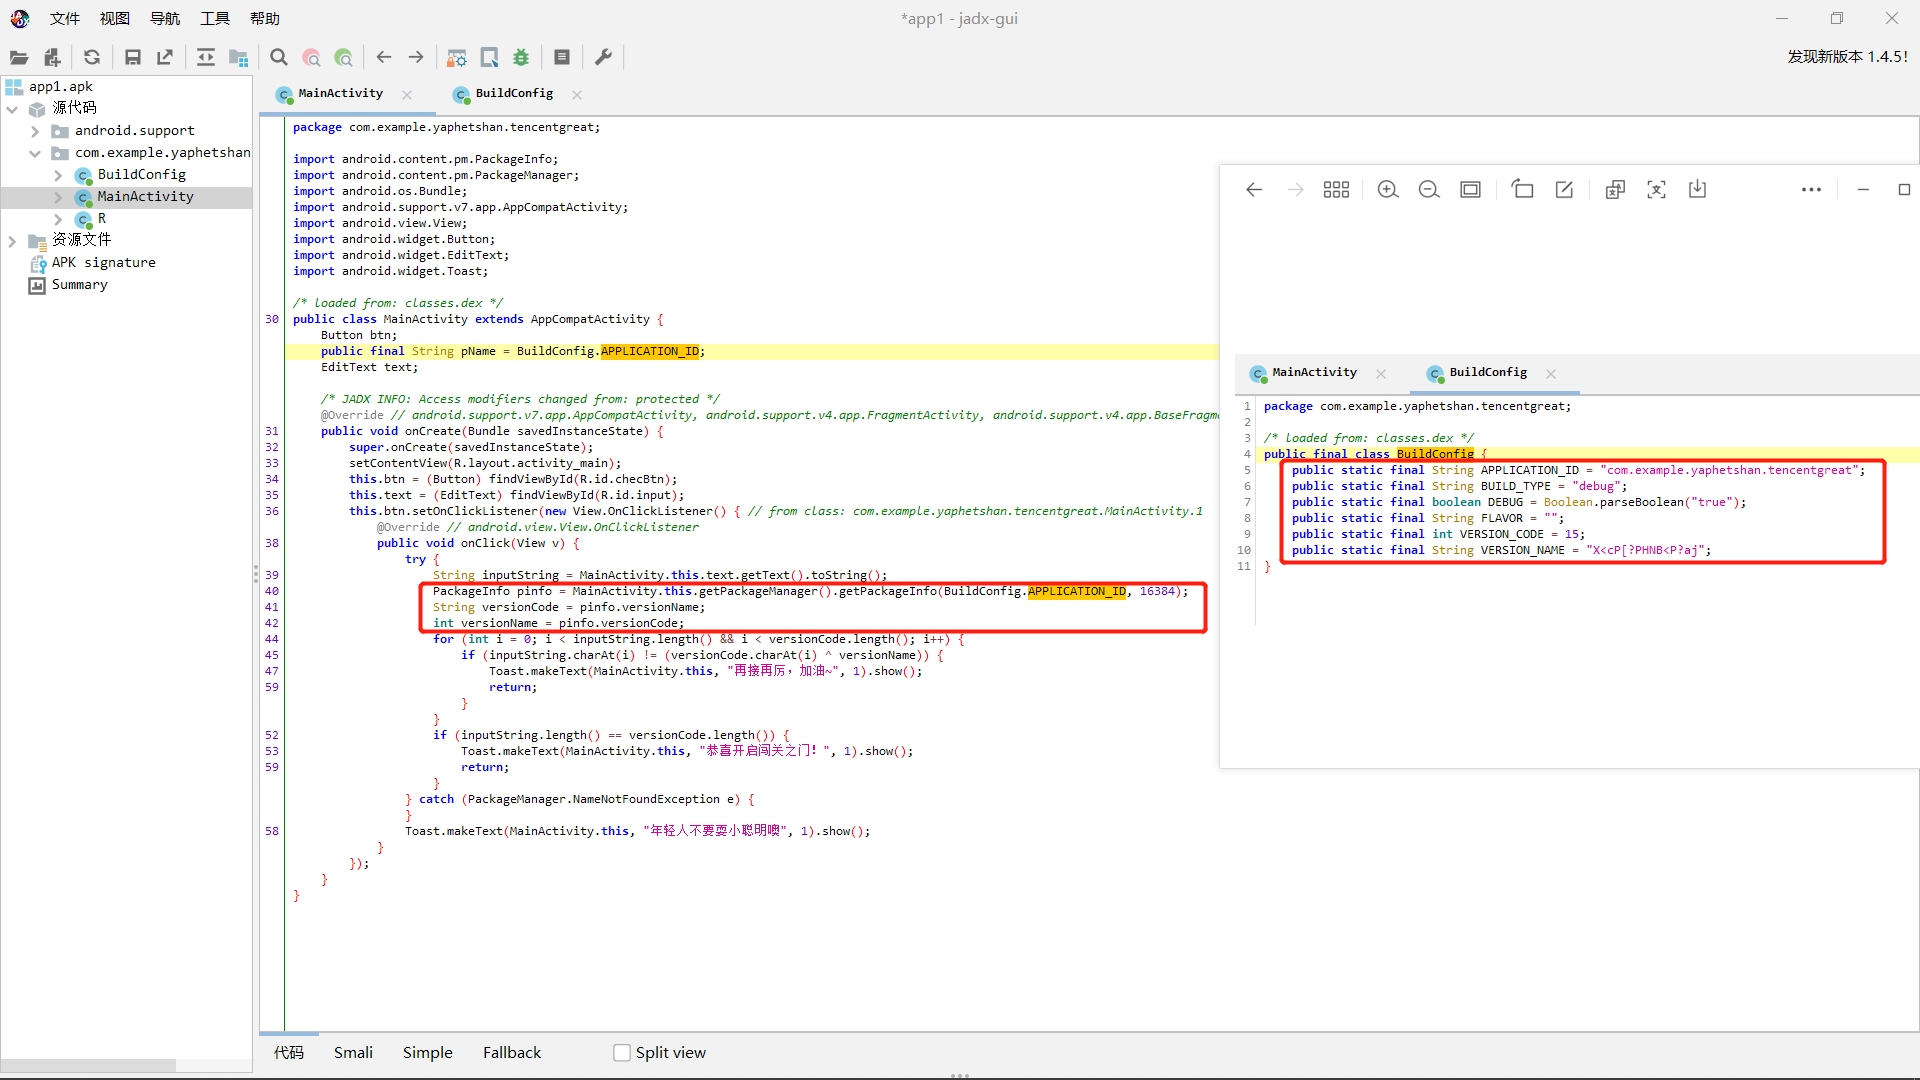 文件 视图 导航 工具 帮助
*app1 - jadx-gui
发现新版本 1.4.5!
app1.apk
源代码
android.support
com.example.yaphetshan
BuildConfig
MainActivity
R
资源文件
APK signature
Summary
MainActivity
BuildConfig
package com.example.yaphetshan.tencentgreat;
import android.content.pm.PackageInfo;
import android.content.pm.PackageManager;
import android.os.Bundle;
import android.support.v7.app.AppCompatActivity;
import android.view.View;
import android.widget.Button;
import android.widget.EditText;
import android.widget.Toast;
/* loaded from: classes.dex */
30 public class MainActivity extends AppCompatActivity {
Button btn;
public final String pName = BuildConfig.APPLICATION_ID;
EditText text;
/* JADX INFO: Access modifiers changed from: protected */
@Override // android.support.v7.app.AppCompatActivity, android.support.v4.app.FragmentActivity, android.support.v4.app.BaseFragme
31 public void onCreate(Bundle savedInstanceState) {
32 super.onCreate(savedInstanceState);
33 setContentView(R.layout.activity_main);
34 this.btn = (Button) findViewById(R.id.checBtn);
35 this.text = (EditText) findViewById(R.id.input);
36 this.btn.setOnClickListener(new View.OnClickListener() { // from class: com.example.yaphetshan.tencentgreat.MainActivity.1
@Override // android.view.View.OnClickListener
38 public void onClick(View v) {
try {
39 String inputString = MainActivity.this.text.getText().toString();
40 PackageInfo pinfo = MainActivity.this.getPackageManager().getPackageInfo(BuildConfig.APPLICATION_ID, 16384);
41 String versionCode = pinfo.versionName;
42 int versionName = pinfo.versionCode;
44 for (int i = 0; i < inputString.length() && i < versionCode.length(); i++) {
45 if (inputString.charAt(i) != (versionCode.charAt(i) ^ versionName)) {
47 Toast.makeText(MainActivity.this, "再接再厉，加油~", 1).show();
59 return;
}
}
52 if (inputString.length() == versionCode.length()) {
53 Toast.makeText(MainActivity.this, "恭喜开启闯关之门！", 1).show();
59 return;
}
} catch (PackageManager.NameNotFoundException e) {
}
58 Toast.makeText(MainActivity.this, "年轻人不要耍小聪明噢", 1).show();
}
});
}
}
MainActivity
BuildConfig
1 package com.example.yaphetshan.tencentgreat;
2
3 /* loaded from: classes.dex */
4 public final class BuildConfig {
5 public static final String APPLICATION_ID = "com.example.yaphetshan.tencentgreat";
6 public static final String BUILD_TYPE = "debug";
7 public static final boolean DEBUG = Boolean.parseBoolean("true");
8 public static final String FLAVOR = "";
9 public static final int VERSION_CODE = 15;
10 public static final String VERSION_NAME = "X<cP[?PHNB<P?aj";
11 }
代码 Smali Simple Fallback Split view